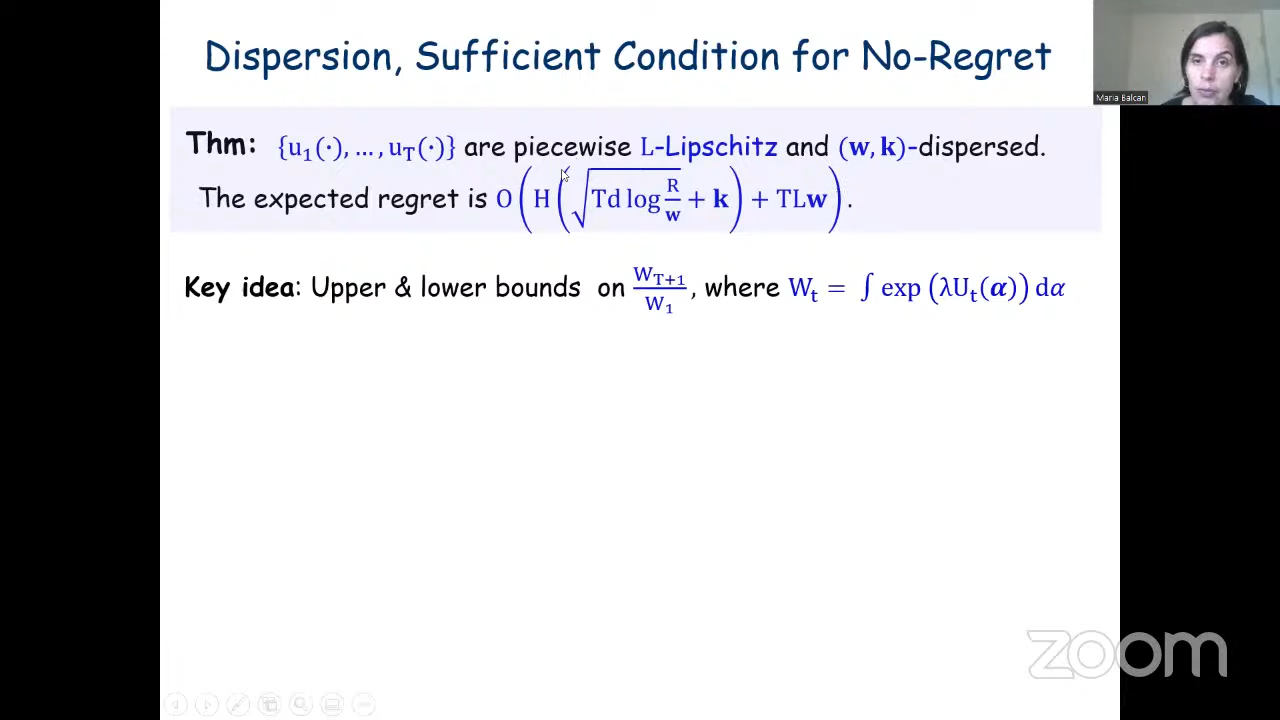 Dispersion, Sufficient Condition for No-Regret
Maria Balcan
Thm: {u₁(·), ..., u_T(·)} are piecewise L-Lipschitz and (w, k)-dispersed.
The expected regret is O(H(√(Td log R/w) + k) + TLw).
Key idea: Upper & lower bounds on W_{T+1}/W₁, where W_t = ∫ exp(λU_t(α)) dα
zoom